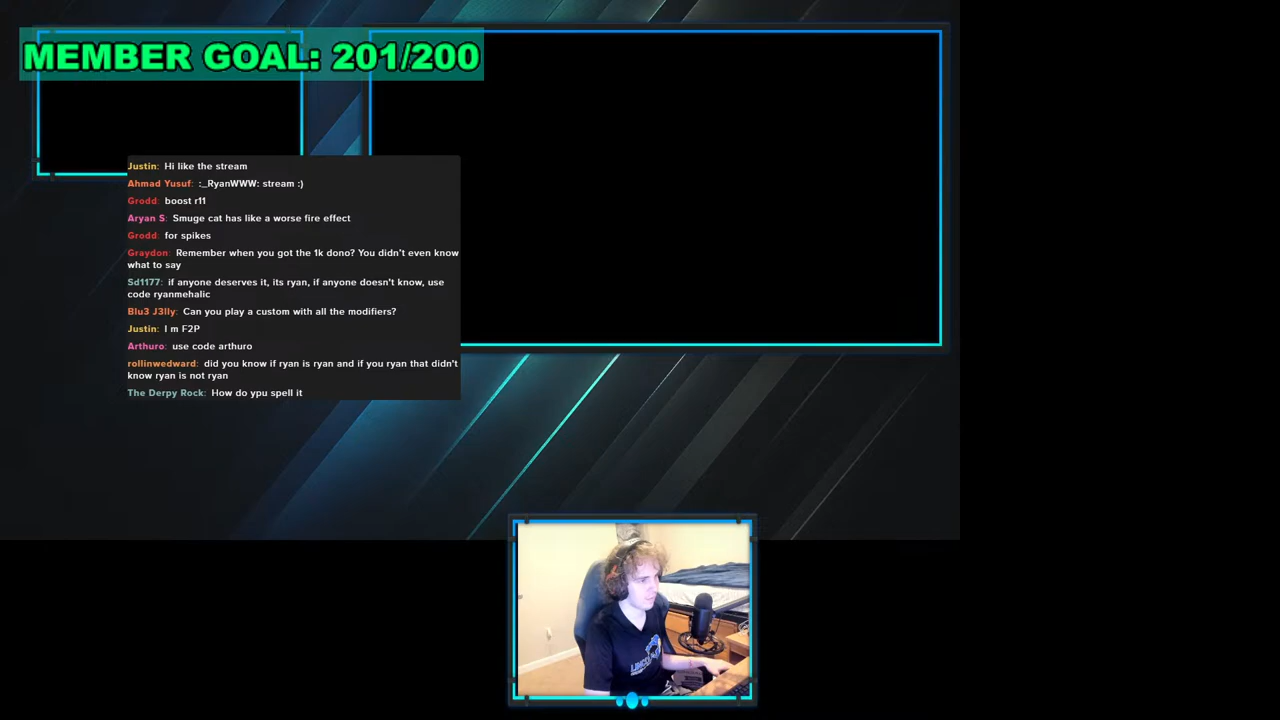 MEMBER GOAL: 201/200
Justin: Hi like the stream
Ahmad Yusuf: :_RyanWWW: stream :)
Grodd: boost r11
Aryan S: Smuge cat has like a worse fire effect
Grodd: for spikes
Graydon: Remember when you got the 1k dono? You didn't even know
what to say
Sd1177: if anyone deserves it, its ryan, if anyone doesn't know, use
code ryanmehalic
Blu3 J3lly: Can you play a custom with all the modifiers?
Justin: I m F2P
Arthuro: use code arthuro
rollinwedward: did you know if ryan is ryan and if you ryan that didn't
know ryan is not ryan
The Derpy Rock: How do ypu spell it